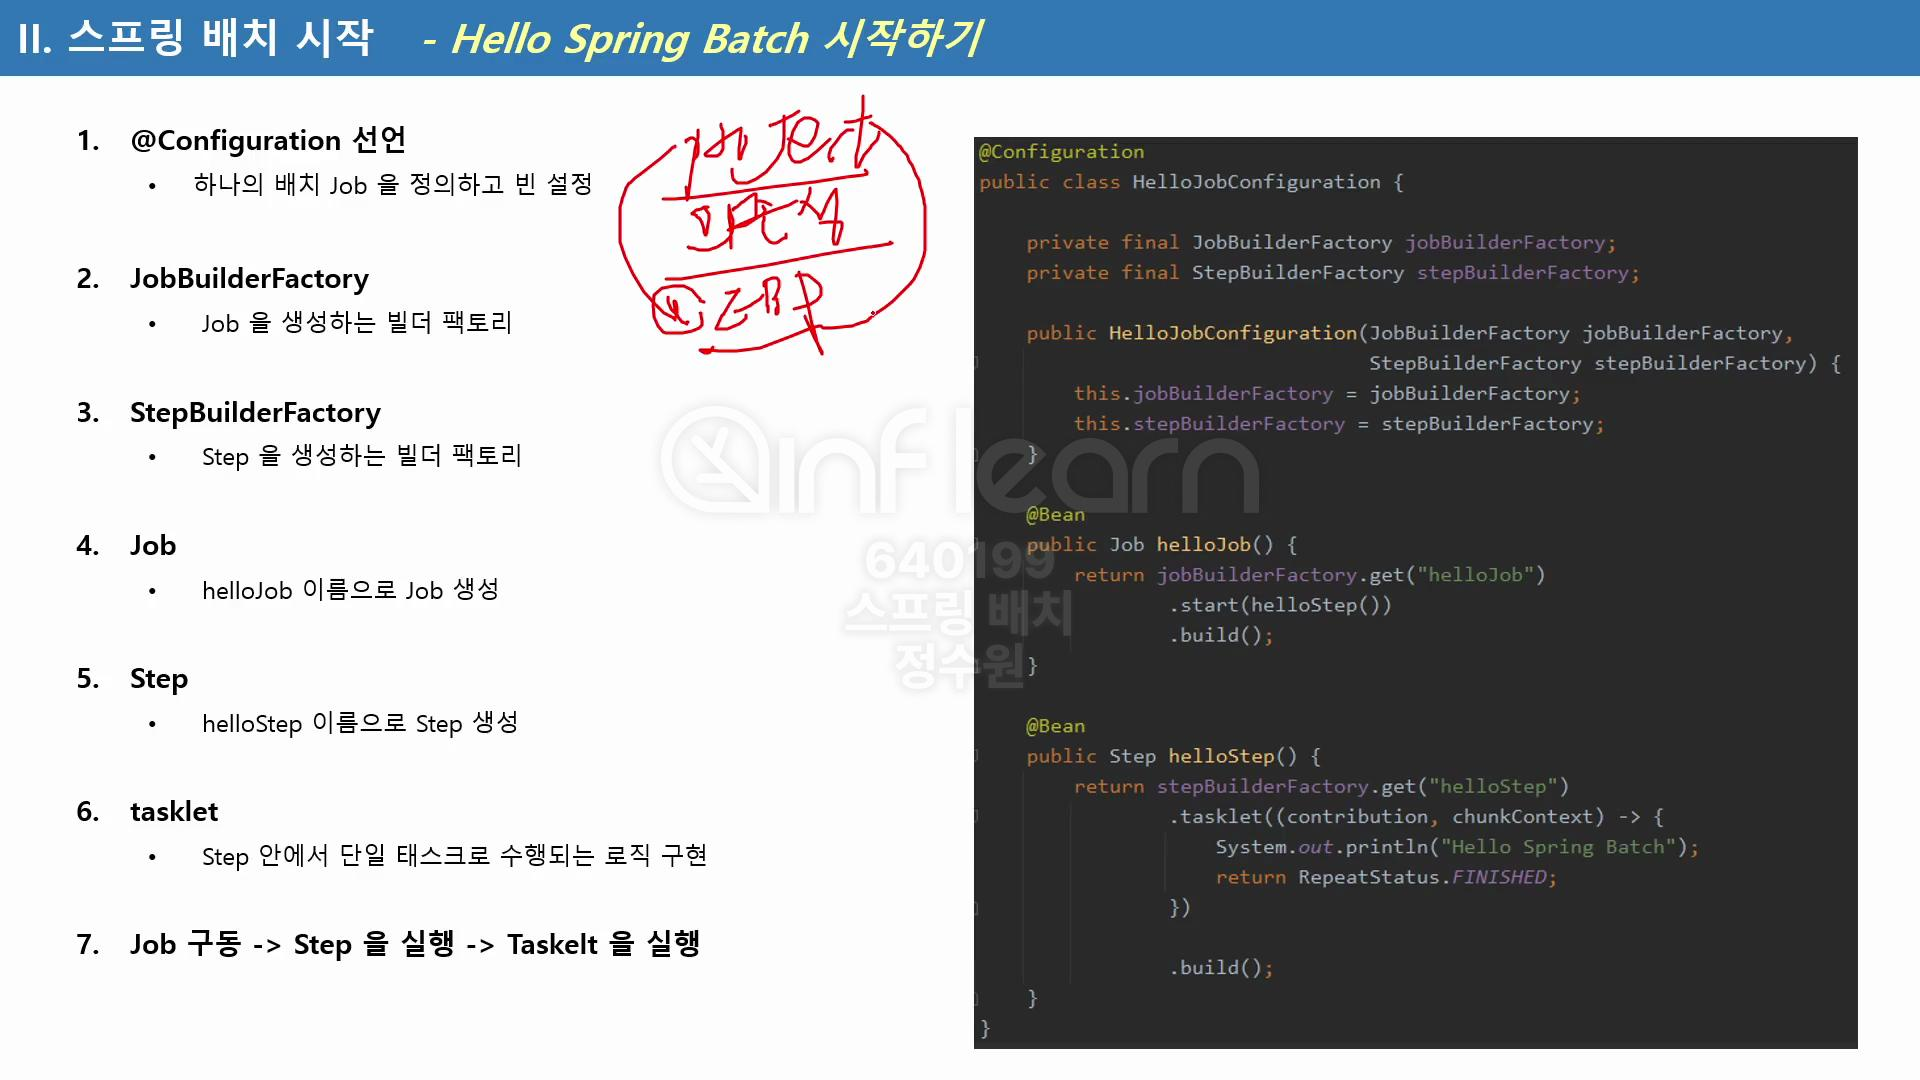 II. 스프링 배치 시작 - Hello Spring Batch 시작하기
1. @Configuration 선언
• 하나의 배치 Job 을 정의하고 빈 설정
2. JobBuilderFactory
• Job 을 생성하는 빌더 팩토리
3. StepBuilderFactory
• Step 을 생성하는 빌더 팩토리
4. Job
• helloJob 이름으로 Job 생성
5. Step
• helloStep 이름으로 Step 생성
6. tasklet
• Step 안에서 단일 태스크로 수행되는 로직 구현
7. Job 구동 -> Step 을 실행 -> Taskelt 을 실행
@Configuration
public class HelloJobConfiguration {
private final JobBuilderFactory jobBuilderFactory;
private final StepBuilderFactory stepBuilderFactory;
public HelloJobConfiguration(JobBuilderFactory jobBuilderFactory,
StepBuilderFactory stepBuilderFactory) {
this.jobBuilderFactory = jobBuilderFactory;
this.stepBuilderFactory = stepBuilderFactory;
}
@Bean
public Job helloJob() {
return jobBuilderFactory.get("helloJob")
.start(helloStep())
.build();
}
@Bean
public Step helloStep() {
return stepBuilderFactory.get("helloStep")
.tasklet((contribution, chunkContext) -> {
System.out.println("Hello Spring Batch");
return RepeatStatus.FINISHED;
})
.build();
}
}
inflearn
640199
스프링 배치
정수원